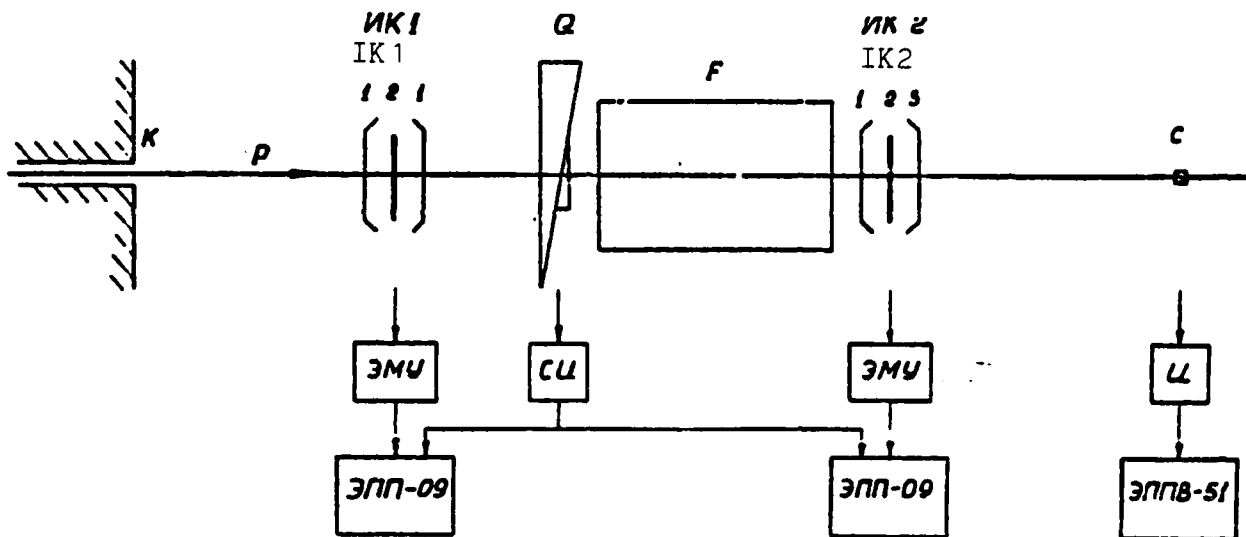 ИК1 Q ИК2
IK1 F IK2
1 2 1 1 2 3
K P C
ЭМУ СЦ ЭМУ И
ЭПП-09 ЭПП-09 ЭППВ-51